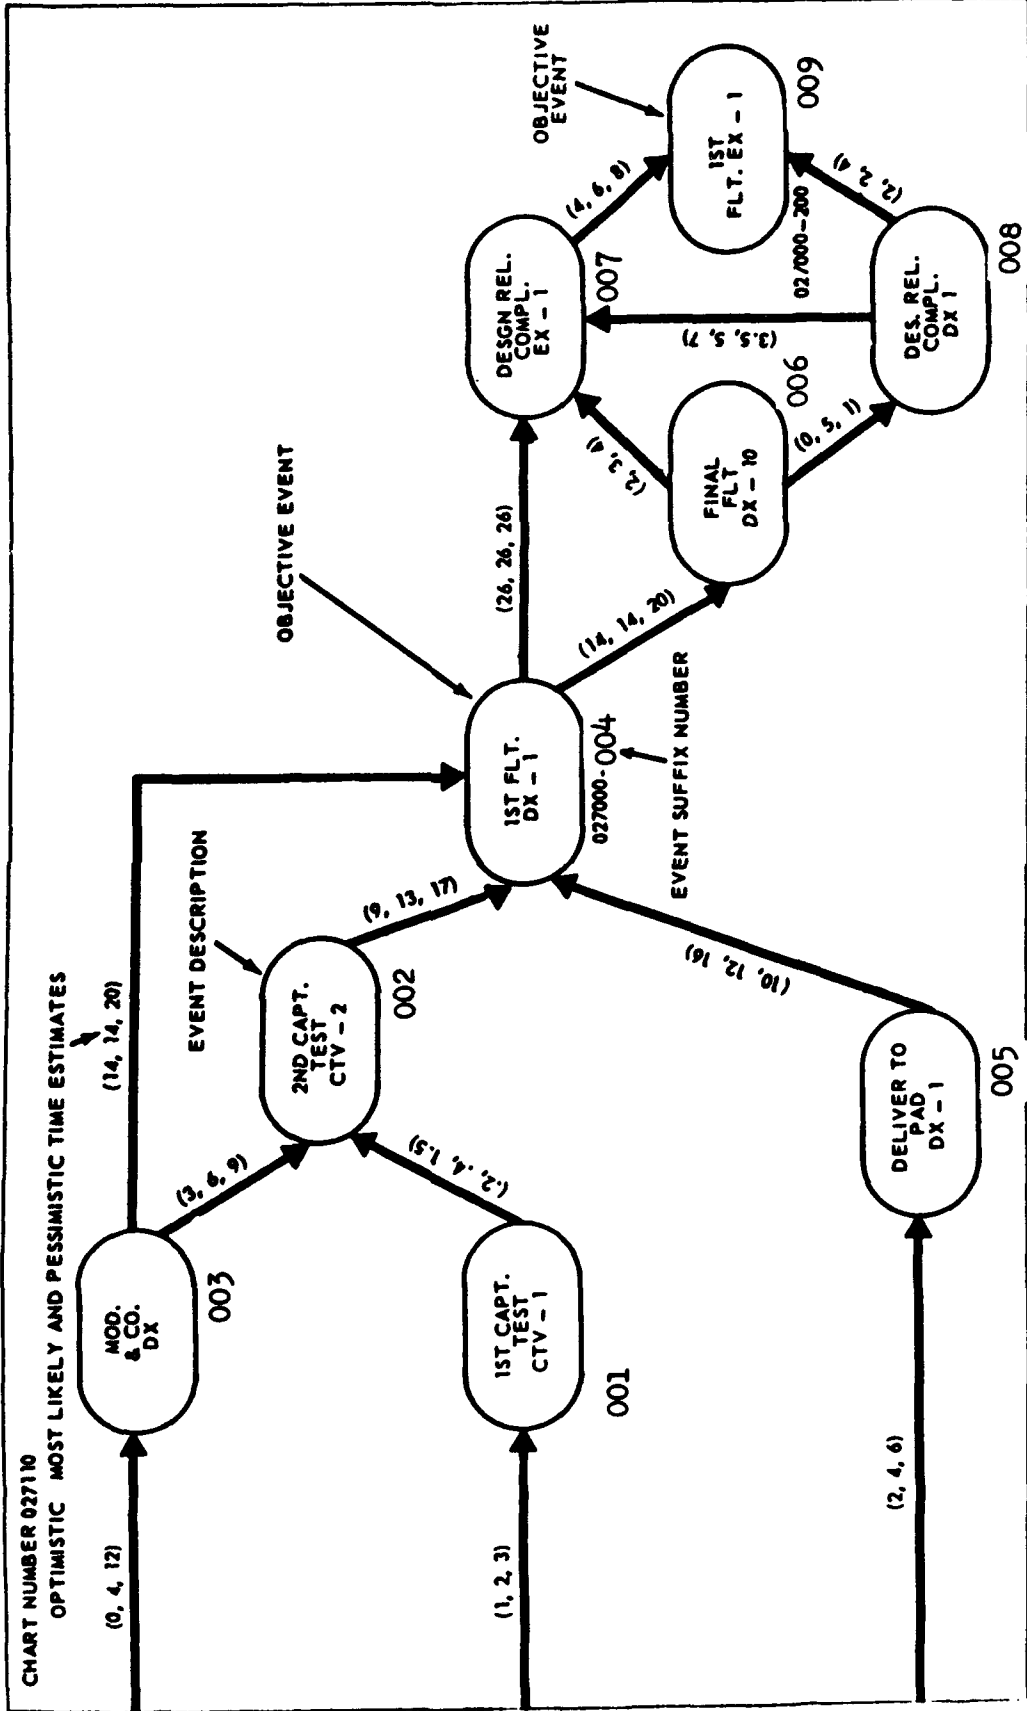 CHART NUMBER 027110
OPTIMISTIC MOST LIKELY AND PESSIMISTIC TIME ESTIMATES
(0, 4, 12)
MOD.
& CO.
DX
003
(14, 14, 20)
(3, 6, 9)
EVENT DESCRIPTION
2ND CAPT.
TEST
CTV - 2
002
(9, 13, 17)
(1, 2, 3)
1ST CAPT.
TEST
CTV - 1
001
(.2, .4, 1.5)
(2, 4, 6)
DELIVER TO
PAD
DX - 1
005
(10, 12, 16)
OBJECTIVE EVENT
1ST FLT.
DX - 1
027000-004
EVENT SUFFIX NUMBER
(26, 26, 26)
(14, 14, 20)
FINAL
FLT
DX - 10
006
(2, 3, 4)
(0, 5, 1)
DESGN REL.
COMPL.
EX - 1
007
(3.5, 5, 7)
DES. REL.
COMPL.
DX 1
008
(4, 6, 8)
(2, 2, 4)
OBJECTIVE
EVENT
1ST
FLT. EX - 1
009
027000-200